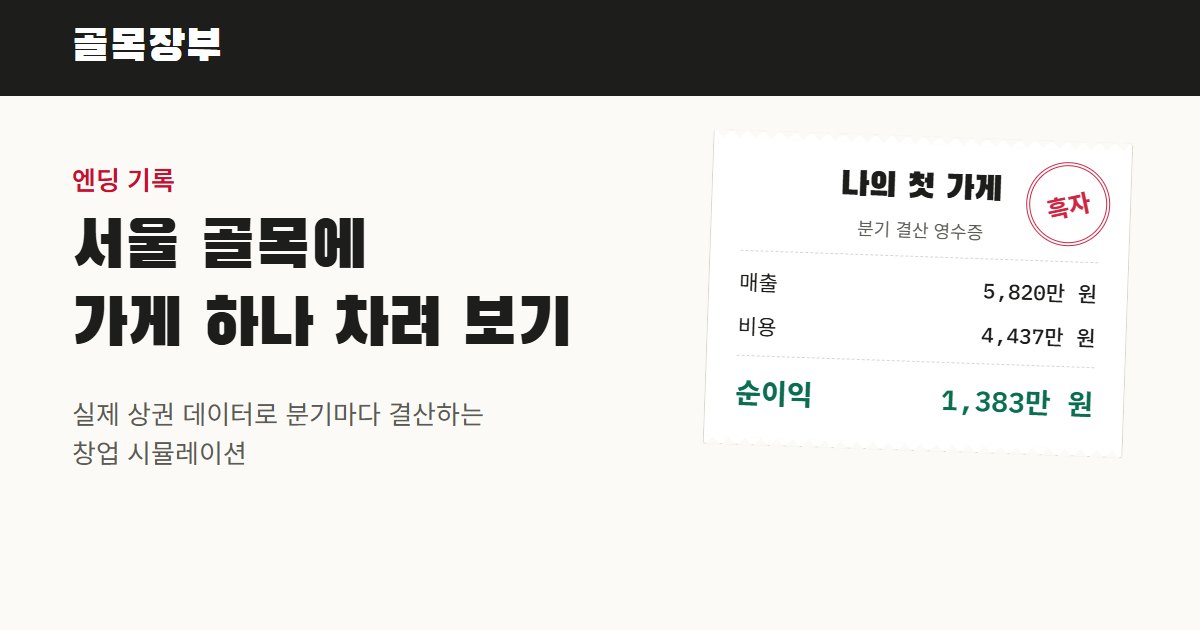 골목장부
엔딩 기록
서울 골목에
가게 하나 차려 보기
실제 상권 데이터로 분기마다 결산하는
창업 시뮬레이션
나의 첫 가게
흑자
분기 결산 영수증
매출 5,820만 원
비용 4,437만 원
순이익 1,383만 원